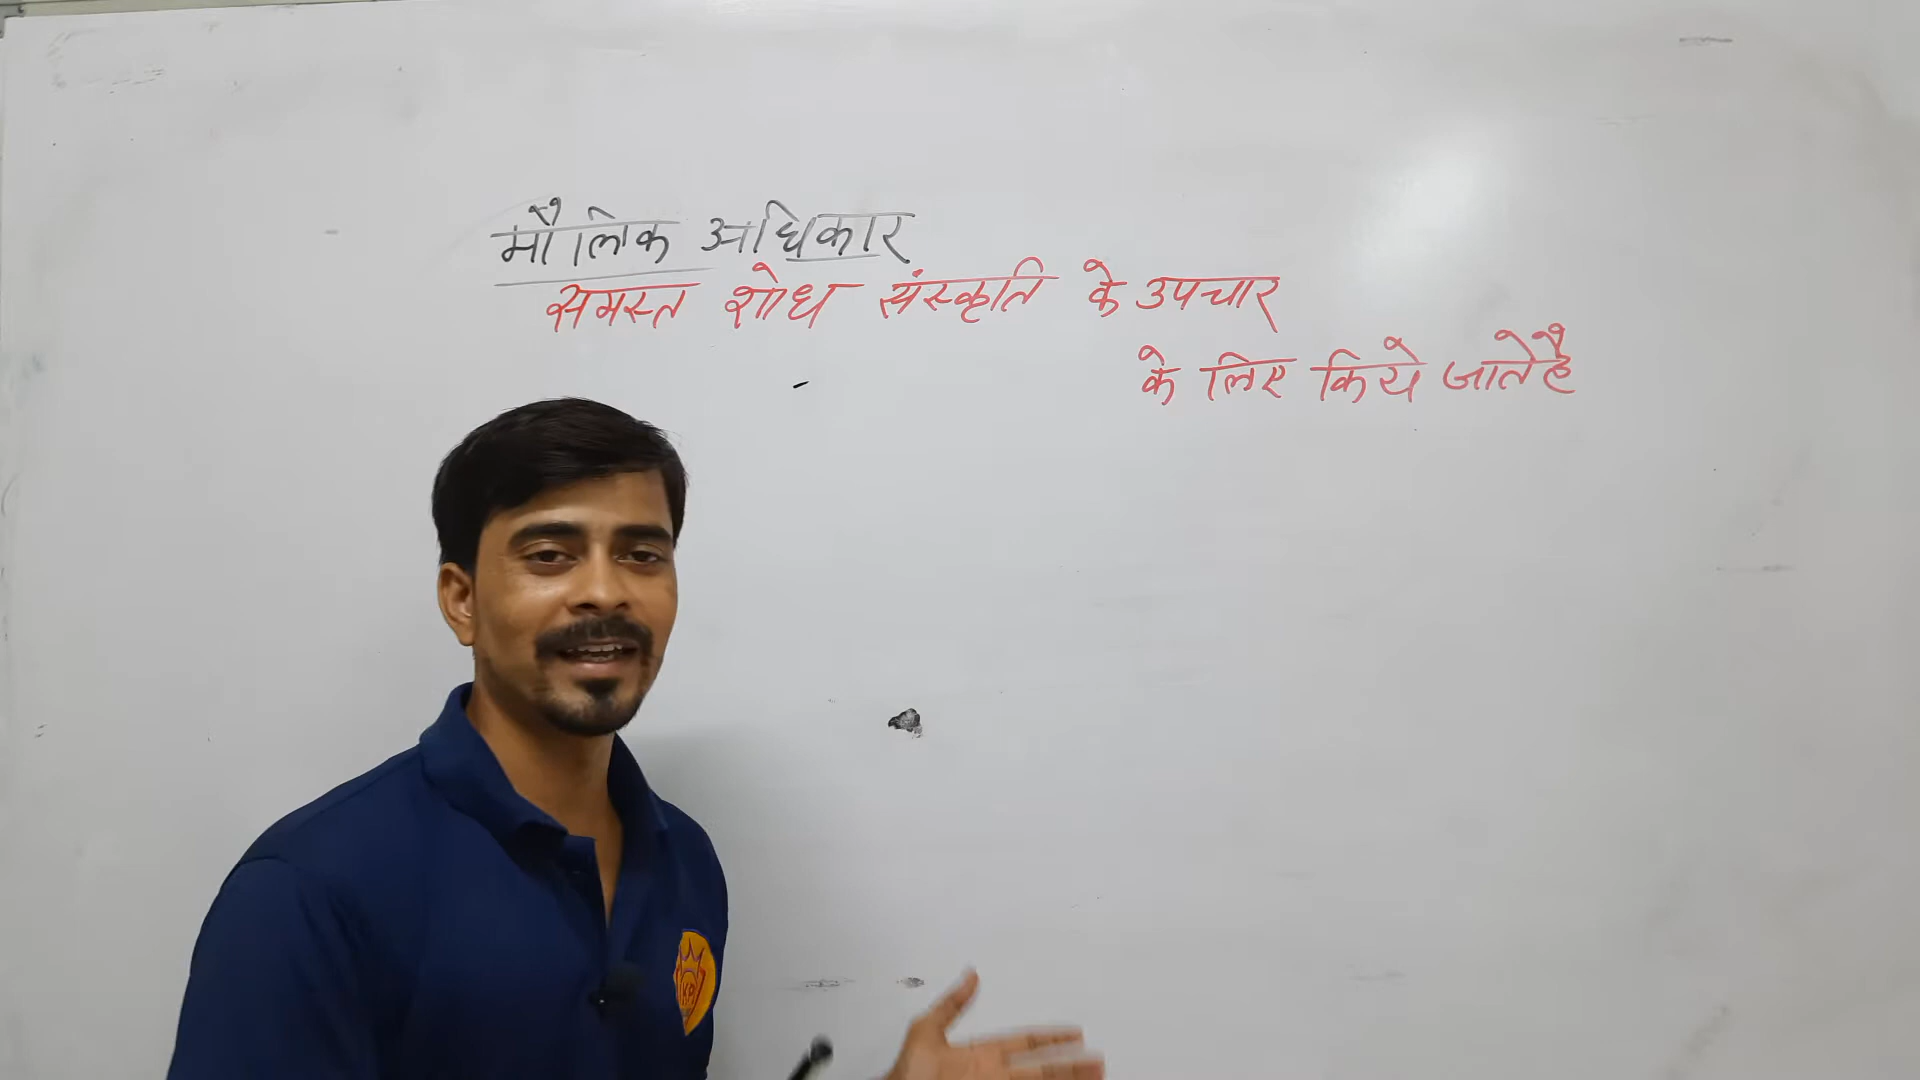 मौलिक अधिकार
समस्त शोध संस्कृति के उपचार
के लिए किये जाते है